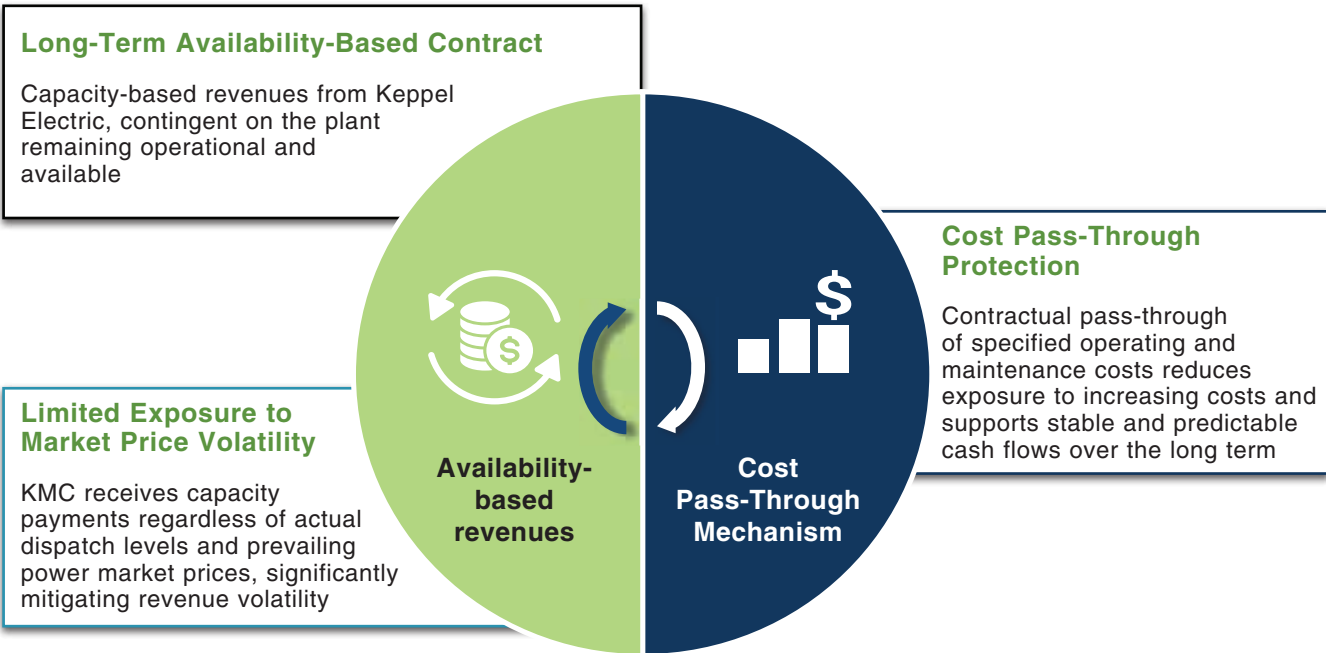 Long-Term Availability-Based Contract
Capacity-based revenues from Keppel
Electric, contingent on the plant
remaining operational and
available
Limited Exposure to
Market Price Volatility
KMC receives capacity
payments regardless of actual
dispatch levels and prevailing
power market prices, significantly
mitigating revenue volatility
$
Availability-
based
revenues
$
Cost
Pass-Through
Mechanism
Cost Pass-Through
Protection
Contractual pass-through
of specified operating and
maintenance costs reduces
exposure to increasing costs and
supports stable and predictable
cash flows over the long term